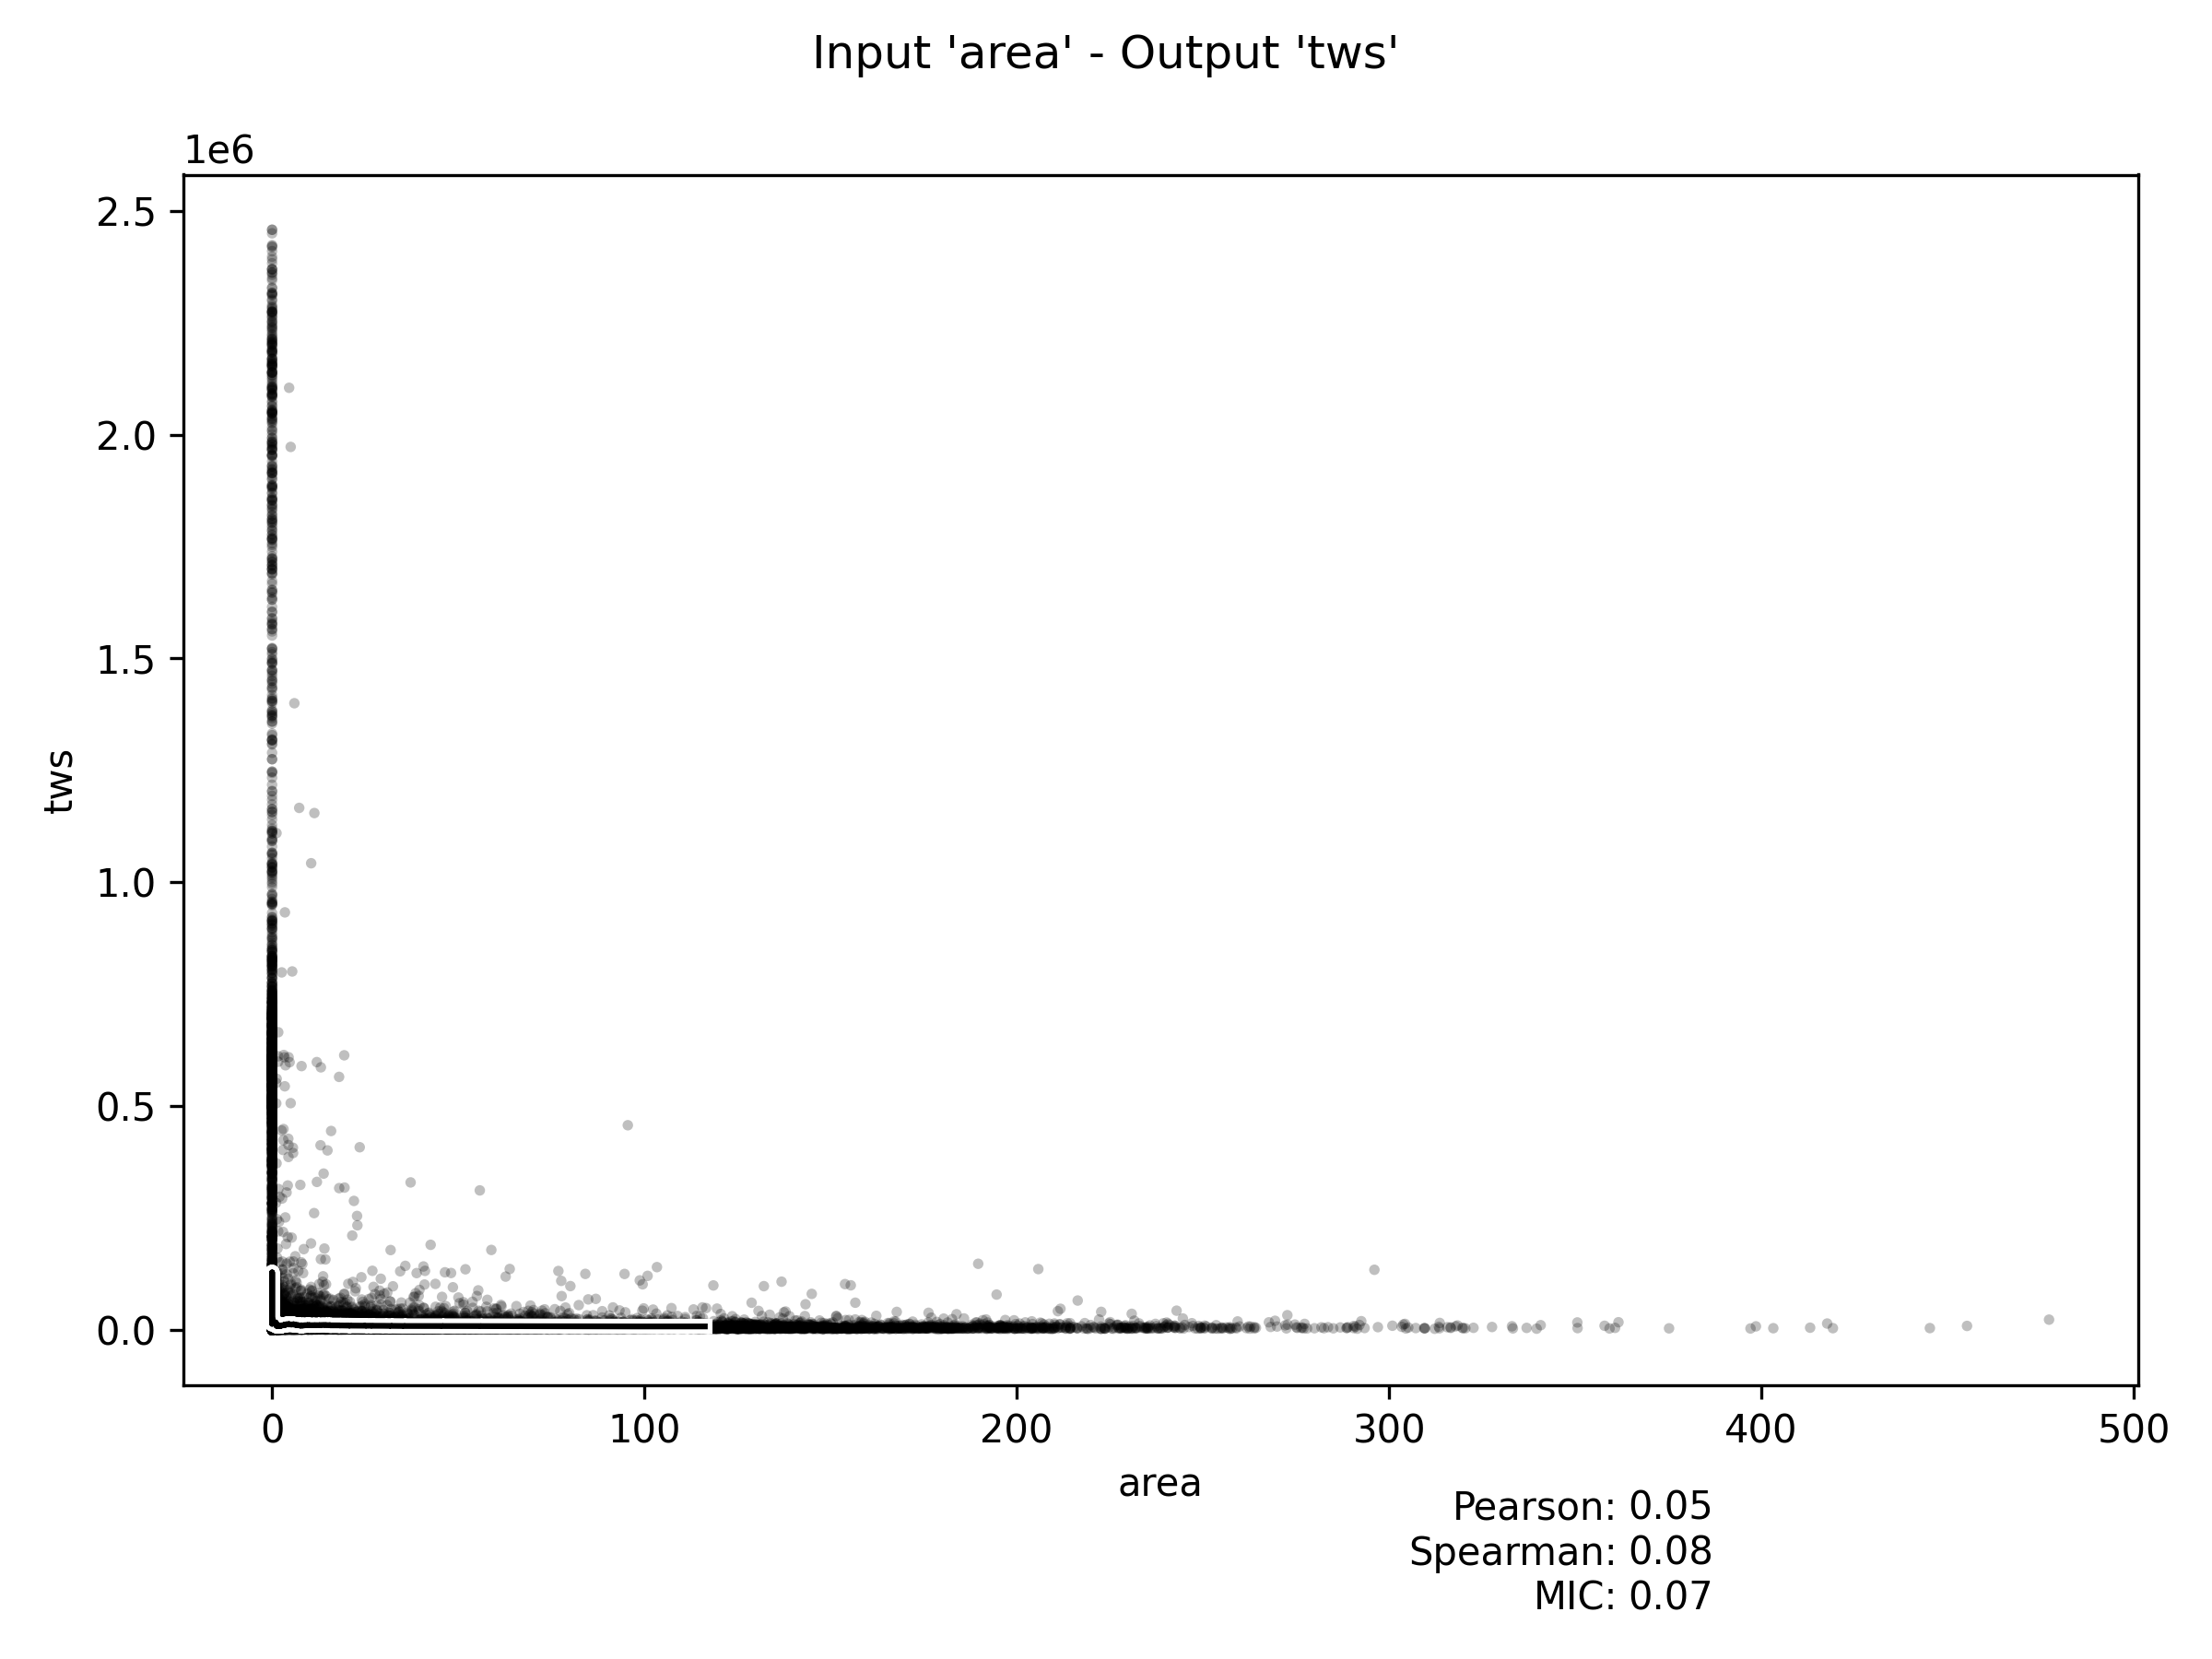 Input 'area' - Output 'tws'
1e6
2.5
2.0
1.5
1.0
0.5
0.0
tws
0 100 200 300 400 500
area
Pearson: 0.05
Spearman: 0.08
MIC: 0.07